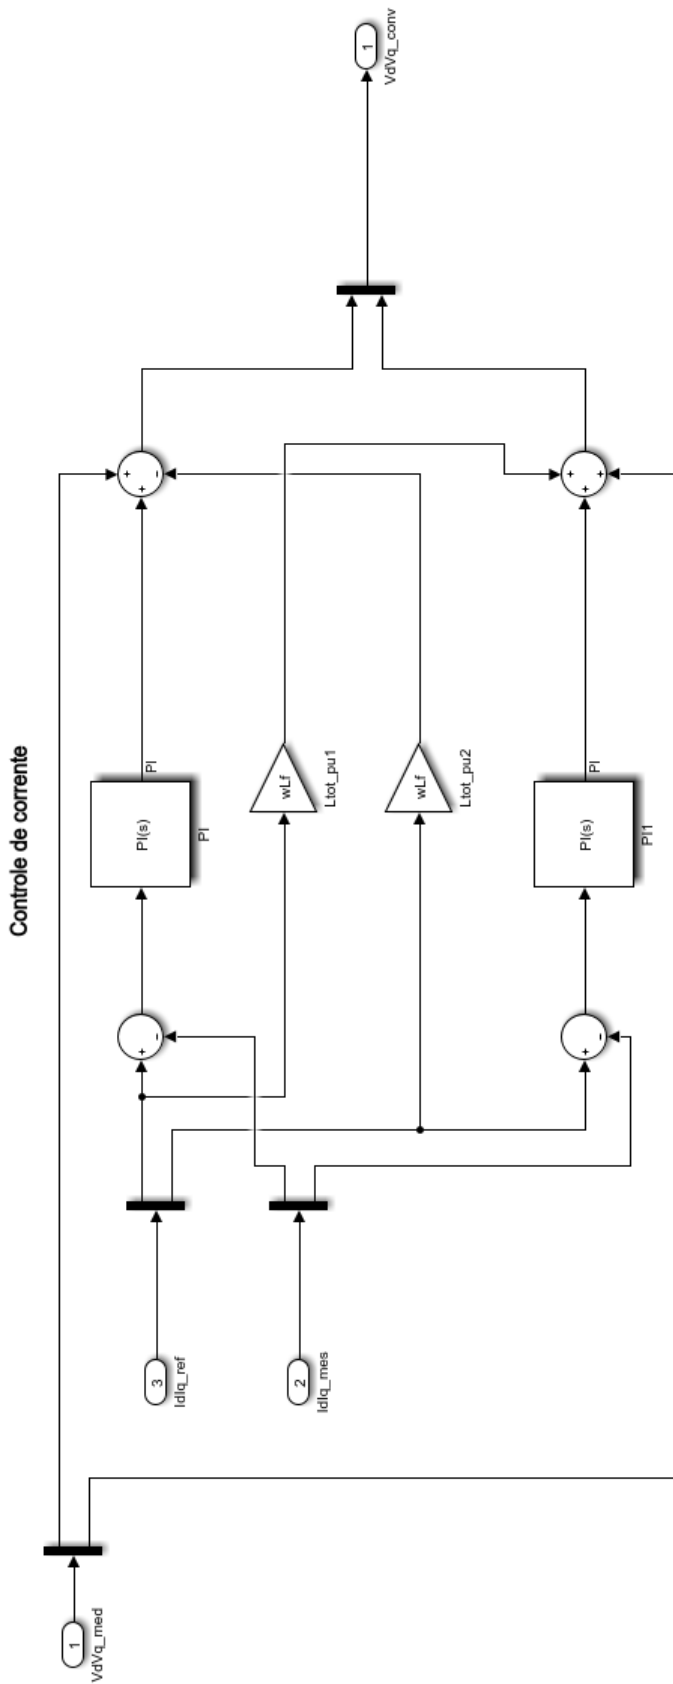 Controle de corrente
1
VdVq_med
+
-
PI(s)
PI
PI
+
+
-
3
IdIq_ref
wLf
Ltot_pu1
2
IdIq_mes
1
VdVq_conv
wLf
Ltot_pu2
+
-
PI(s)
PI
PI1
+
+
+